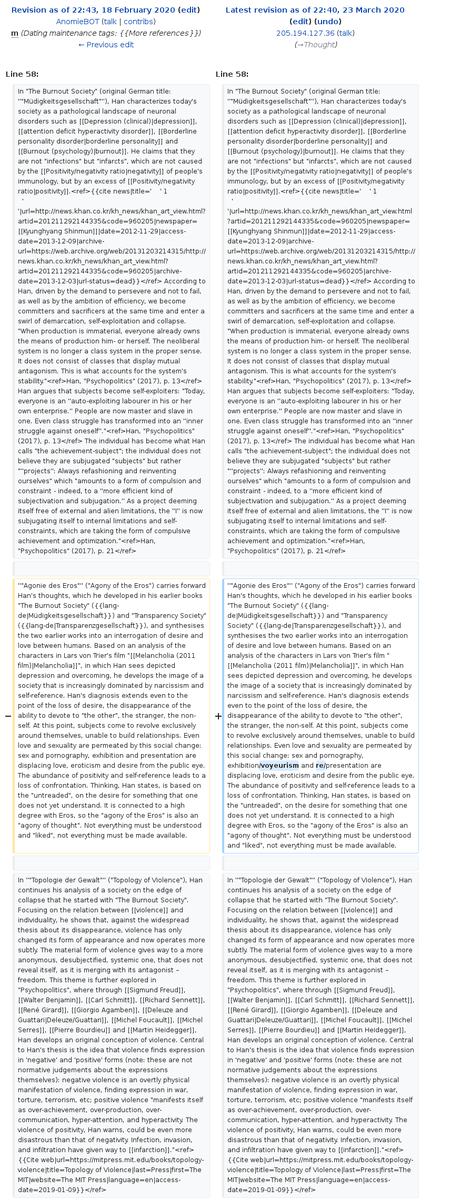 Revision as of 22:43, 18 February 2020 (edit)
AnomieBOT (talk | contribs)
m (Dating maintenance tags: {{More references}})
← Previous edit
Latest revision as of 22:40, 23 March 2020
(edit) (undo)
205.194.127.36 (talk)
(→Thought)
Line 58:
In ''The Burnout Society'' (original German title:
'''Müdigkeitsgesellschaft'''), Han characterizes today's
society as a pathological landscape of neuronal
disorders such as [[Depression (clinical)|depression]],
[[attention deficit hyperactivity disorder]], [[Borderline
personality disorder|borderline personality]] and
[[Burnout (psychology)|burnout]]. He claims that they
are not "infections" but "infarcts", which are not caused
by the [[Positivity/negativity ratio|negativity]] of people's
immunology, but by an excess of [[Positivity/negativity
ratio|positivity]].<ref>{{cite news|title=' ' 1
'
'|url=http://news.khan.co.kr/kh_news/khan_art_view.html?
artid=201211292144335&code=960205|newspaper=
[[Kyunghyang Shinmun]]|date=2012-11-29|access-
date=2013-12-09|archive-
url=https://web.archive.org/web/20131203214315/http://
news.khan.co.kr/kh_news/khan_art_view.html?
artid=201211292144335&code=960205|archive-
date=2013-12-03|url-status=dead}}</ref> According to
Han, driven by the demand to persevere and not to fail,
as well as by the ambition of efficiency, we become
committers and sacrificers at the same time and enter a
swirl of demarcation, self-exploitation and collapse.
"When production is immaterial, everyone already owns
the means of production him- or herself. The neoliberal
system is no longer a class system in the proper sense.
It does not consist of classes that display mutual
antagonism. This is what accounts for the system's
stability"<ref>Han, "Psychopolitics" (2017), p. 13</ref>
Han argues that subjects become self-exploiters: "Today,
everyone is an ''auto-exploiting labourer in his or her
own enterprise.'' People are now master and slave in
one. Even class struggle has transformed into an ''inner
struggle against oneself''."<ref>Han, "Psychopolitics"
(2017), p. 13</ref> The individual has become what Han
calls "the achievement-subject"; the individual does not
believe they are subjugated "subjects" but rather
"''projects'': Always refashioning and reinventing
ourselves" which "amounts to a form of compulsion and
constraint - indeed, to a ''more efficient kind of
subjectivation and subjugation.'' As a project deeming
itself free of external and alien limitations, the "I" is now
subjugating itself to internal limitations and self-
constraints, which are taking the form of compulsive
achievement and optimization."<ref>Han,
"Psychopolitics" (2017), p. 21</ref>
− '''Agonie des Eros''' ("Agony of the Eros") carries forward
Han's thoughts, which he developed in his earlier books
''The Burnout Society'' ({{lang-
de|Müdigkeitsgesellschaft}}) and ''Transparency Society''
({{lang-de|Transparenzgesellschaft}}), and synthesises
the two earlier works into an interrogation of desire and
love between humans. Based on an analysis of the
characters in Lars von Trier's film ''[[Melancholia (2011
film)|Melancholia]]'', in which Han sees depicted
depression and overcoming, he develops the image of a
society that is increasingly dominated by narcissism and
self-reference. Han's diagnosis extends even to the
point of the loss of desire, the disappearance of the
ability to devote to "the other", the stranger, the non-
self. At this point, subjects come to revolve exclusively
around themselves, unable to build relationships. Even
love and sexuality are permeated by this social change:
sex and pornography, exhibition and presentation are
displacing love, eroticism and desire from the public eye.
The abundance of positivity and self-reference leads to a
loss of confrontation. Thinking, Han states, is based on
the "untreaded", on the desire for something that one
does not yet understand. It is connected to a high
degree with Eros, so the "agony of the Eros" is also an
"agony of thought". Not everything must be understood
and "liked", not everything must be made available.
In '''Topologie der Gewalt''' ("Topology of Violence"), Han
continues his analysis of a society on the edge of
collapse that he started with ''The Burnout Society''.
Focusing on the relation between [[violence]] and
individuality, he shows that, against the widespread
thesis about its disappearance, violence has only
changed its form of appearance and now operates more
subtly. The material form of violence gives way to a more
anonymous, desubjectified, systemic one, that does not
reveal itself, as it is merging with its antagonist –
freedom. This theme is further explored in
"Psychopolitics", where through [[Sigmund Freud]],
[[Walter Benjamin]], [[Carl Schmitt]], [[Richard Sennett]],
[[René Girard]], [[Giorgio Agamben]], [[Deleuze and
Guattari|Deleuze/Guattari]], [[Michel Foucault]], [[Michel
Serres]], [[Pierre Bourdieu]] and [[Martin Heidegger]],
Han develops an original conception of violence. Central
to Han's thesis is the idea that violence finds expression
in 'negative' and 'positive' forms (note: these are not
normative judgements about the expressions
themselves): negative violence is an overtly physical
manifestation of violence, finding expression in war,
torture, terrorism, etc; positive violence "manifests itself
as over-achievement, over-production, over-
communication, hyper-attention, and hyperactivity. The
violence of positivity, Han warns, could be even more
disastrous than that of negativity. Infection, invasion,
and infiltration have given way to [[infarction]]."<ref>
{{Cite web|url=https://mitpress.mit.edu/books/topology-
violence|title=Topology of Violence|last=Press|first=The
MIT|website=The MIT Press|language=en|access-
date=2019-01-09}}</ref>
Line 58:
In ''The Burnout Society'' (original German title:
'''Müdigkeitsgesellschaft'''), Han characterizes today's
society as a pathological landscape of neuronal
disorders such as [[Depression (clinical)|depression]],
[[attention deficit hyperactivity disorder]], [[Borderline
personality disorder|borderline personality]] and
[[Burnout (psychology)|burnout]]. He claims that they
are not "infections" but "infarcts", which are not caused
by the [[Positivity/negativity ratio|negativity]] of people's
immunology, but by an excess of [[Positivity/negativity
ratio|positivity]].<ref>{{cite news|title=' ' 1
'
'|url=http://news.khan.co.kr/kh_news/khan_art_view.html
?artid=201211292144335&code=960205|newspaper=
[[Kyunghyang Shinmun]]|date=2012-11-29|access-
date=2013-12-09|archive-
url=https://web.archive.org/web/20131203214315/http://
news.khan.co.kr/kh_news/khan_art_view.html?
artid=201211292144335&code=960205|archive-
date=2013-12-03|url-status=dead}}</ref> According to
Han, driven by the demand to persevere and not to fail,
as well as by the ambition of efficiency, we become
committers and sacrificers at the same time and enter a
swirl of demarcation, self-exploitation and collapse.
"When production is immaterial, everyone already owns
the means of production him- or herself. The neoliberal
system is no longer a class system in the proper sense.
It does not consist of classes that display mutual
antagonism. This is what accounts for the system's
stability"<ref>Han, "Psychopolitics" (2017), p. 13</ref>
Han argues that subjects become self-exploiters: "Today,
everyone is an ''auto-exploiting labourer in his or her
own enterprise.'' People are now master and slave in
one. Even class struggle has transformed into an ''inner
struggle against oneself''."<ref>Han, "Psychopolitics"
(2017), p. 13</ref> The individual has become what Han
calls "the achievement-subject"; the individual does not
believe they are subjugated "subjects" but rather
"''projects'': Always refashioning and reinventing
ourselves" which "amounts to a form of compulsion and
constraint - indeed, to a ''more efficient kind of
subjectivation and subjugation.'' As a project deeming
itself free of external and alien limitations, the "I" is now
subjugating itself to internal limitations and self-
constraints, which are taking the form of compulsive
achievement and optimization."<ref>Han,
"Psychopolitics" (2017), p. 21</ref>
+ '''Agonie des Eros''' ("Agony of the Eros") carries forward
Han's thoughts, which he developed in his earlier books
''The Burnout Society'' ({{lang-
de|Müdigkeitsgesellschaft}}) and ''Transparency
Society'' ({{lang-de|Transparenzgesellschaft}}), and
synthesises the two earlier works into an interrogation of
desire and love between humans. Based on an analysis
of the characters in Lars von Trier's film
''[[Melancholia (2011 film)|Melancholia]]'', in which Han
sees depicted depression and overcoming, he develops
the image of a society that is increasingly dominated by
narcissism and self-reference. Han's diagnosis extends
even to the point of the loss of desire, the disappearance
of the ability to devote to "the other", the stranger,
the non-self. At this point, subjects come
to revolve exclusively around themselves, unable to build
relationships. Even love and sexuality are permeated by
this social change: sex and pornography,
exhibition/voyeurism and re/presentation are
displacing love, eroticism and desire from the public eye.
The abundance of positivity and self-reference leads to a
loss of confrontation. Thinking, Han states, is based on
the "untreaded", on the desire for something that one
does not yet understand. It is connected to a high
degree with Eros, so the "agony of the Eros" is also an
"agony of thought". Not everything must be understood
and "liked", not everything must be made available.
In '''Topologie der Gewalt''' ("Topology of Violence"), Han
continues his analysis of a society on the edge of
collapse that he started with ''The Burnout Society''.
Focusing on the relation between [[violence]] and
individuality, he shows that, against the widespread
thesis about its disappearance, violence has only
changed its form of appearance and now operates more
subtly. The material form of violence gives way to a more
anonymous, desubjectified, systemic one, that does not
reveal itself, as it is merging with its antagonist –
freedom. This theme is further explored in
"Psychopolitics", where through [[Sigmund Freud]],
[[Walter Benjamin]], [[Carl Schmitt]], [[Richard Sennett]],
[[René Girard]], [[Giorgio Agamben]], [[Deleuze and
Guattari|Deleuze/Guattari]], [[Michel Foucault]], [[Michel
Serres]], [[Pierre Bourdieu]] and [[Martin Heidegger]],
Han develops an original conception of violence. Central
to Han's thesis is the idea that violence finds expression
in 'negative' and 'positive' forms (note: these are not
normative judgements about the expressions
themselves): negative violence is an overtly physical
manifestation of violence, finding expression in war,
torture, terrorism, etc; positive violence "manifests itself
as over-achievement, over-production, over-
communication, hyper-attention, and hyperactivity. The
violence of positivity, Han warns, could be even more
disastrous than that of negativity. Infection, invasion,
and infiltration have given way to [[infarction]]."<ref>
{{Cite web|url=https://mitpress.mit.edu/books/topology-
violence|title=Topology of Violence|last=Press|first=The
MIT|website=The MIT Press|language=en|access-
date=2019-01-09}}</ref>